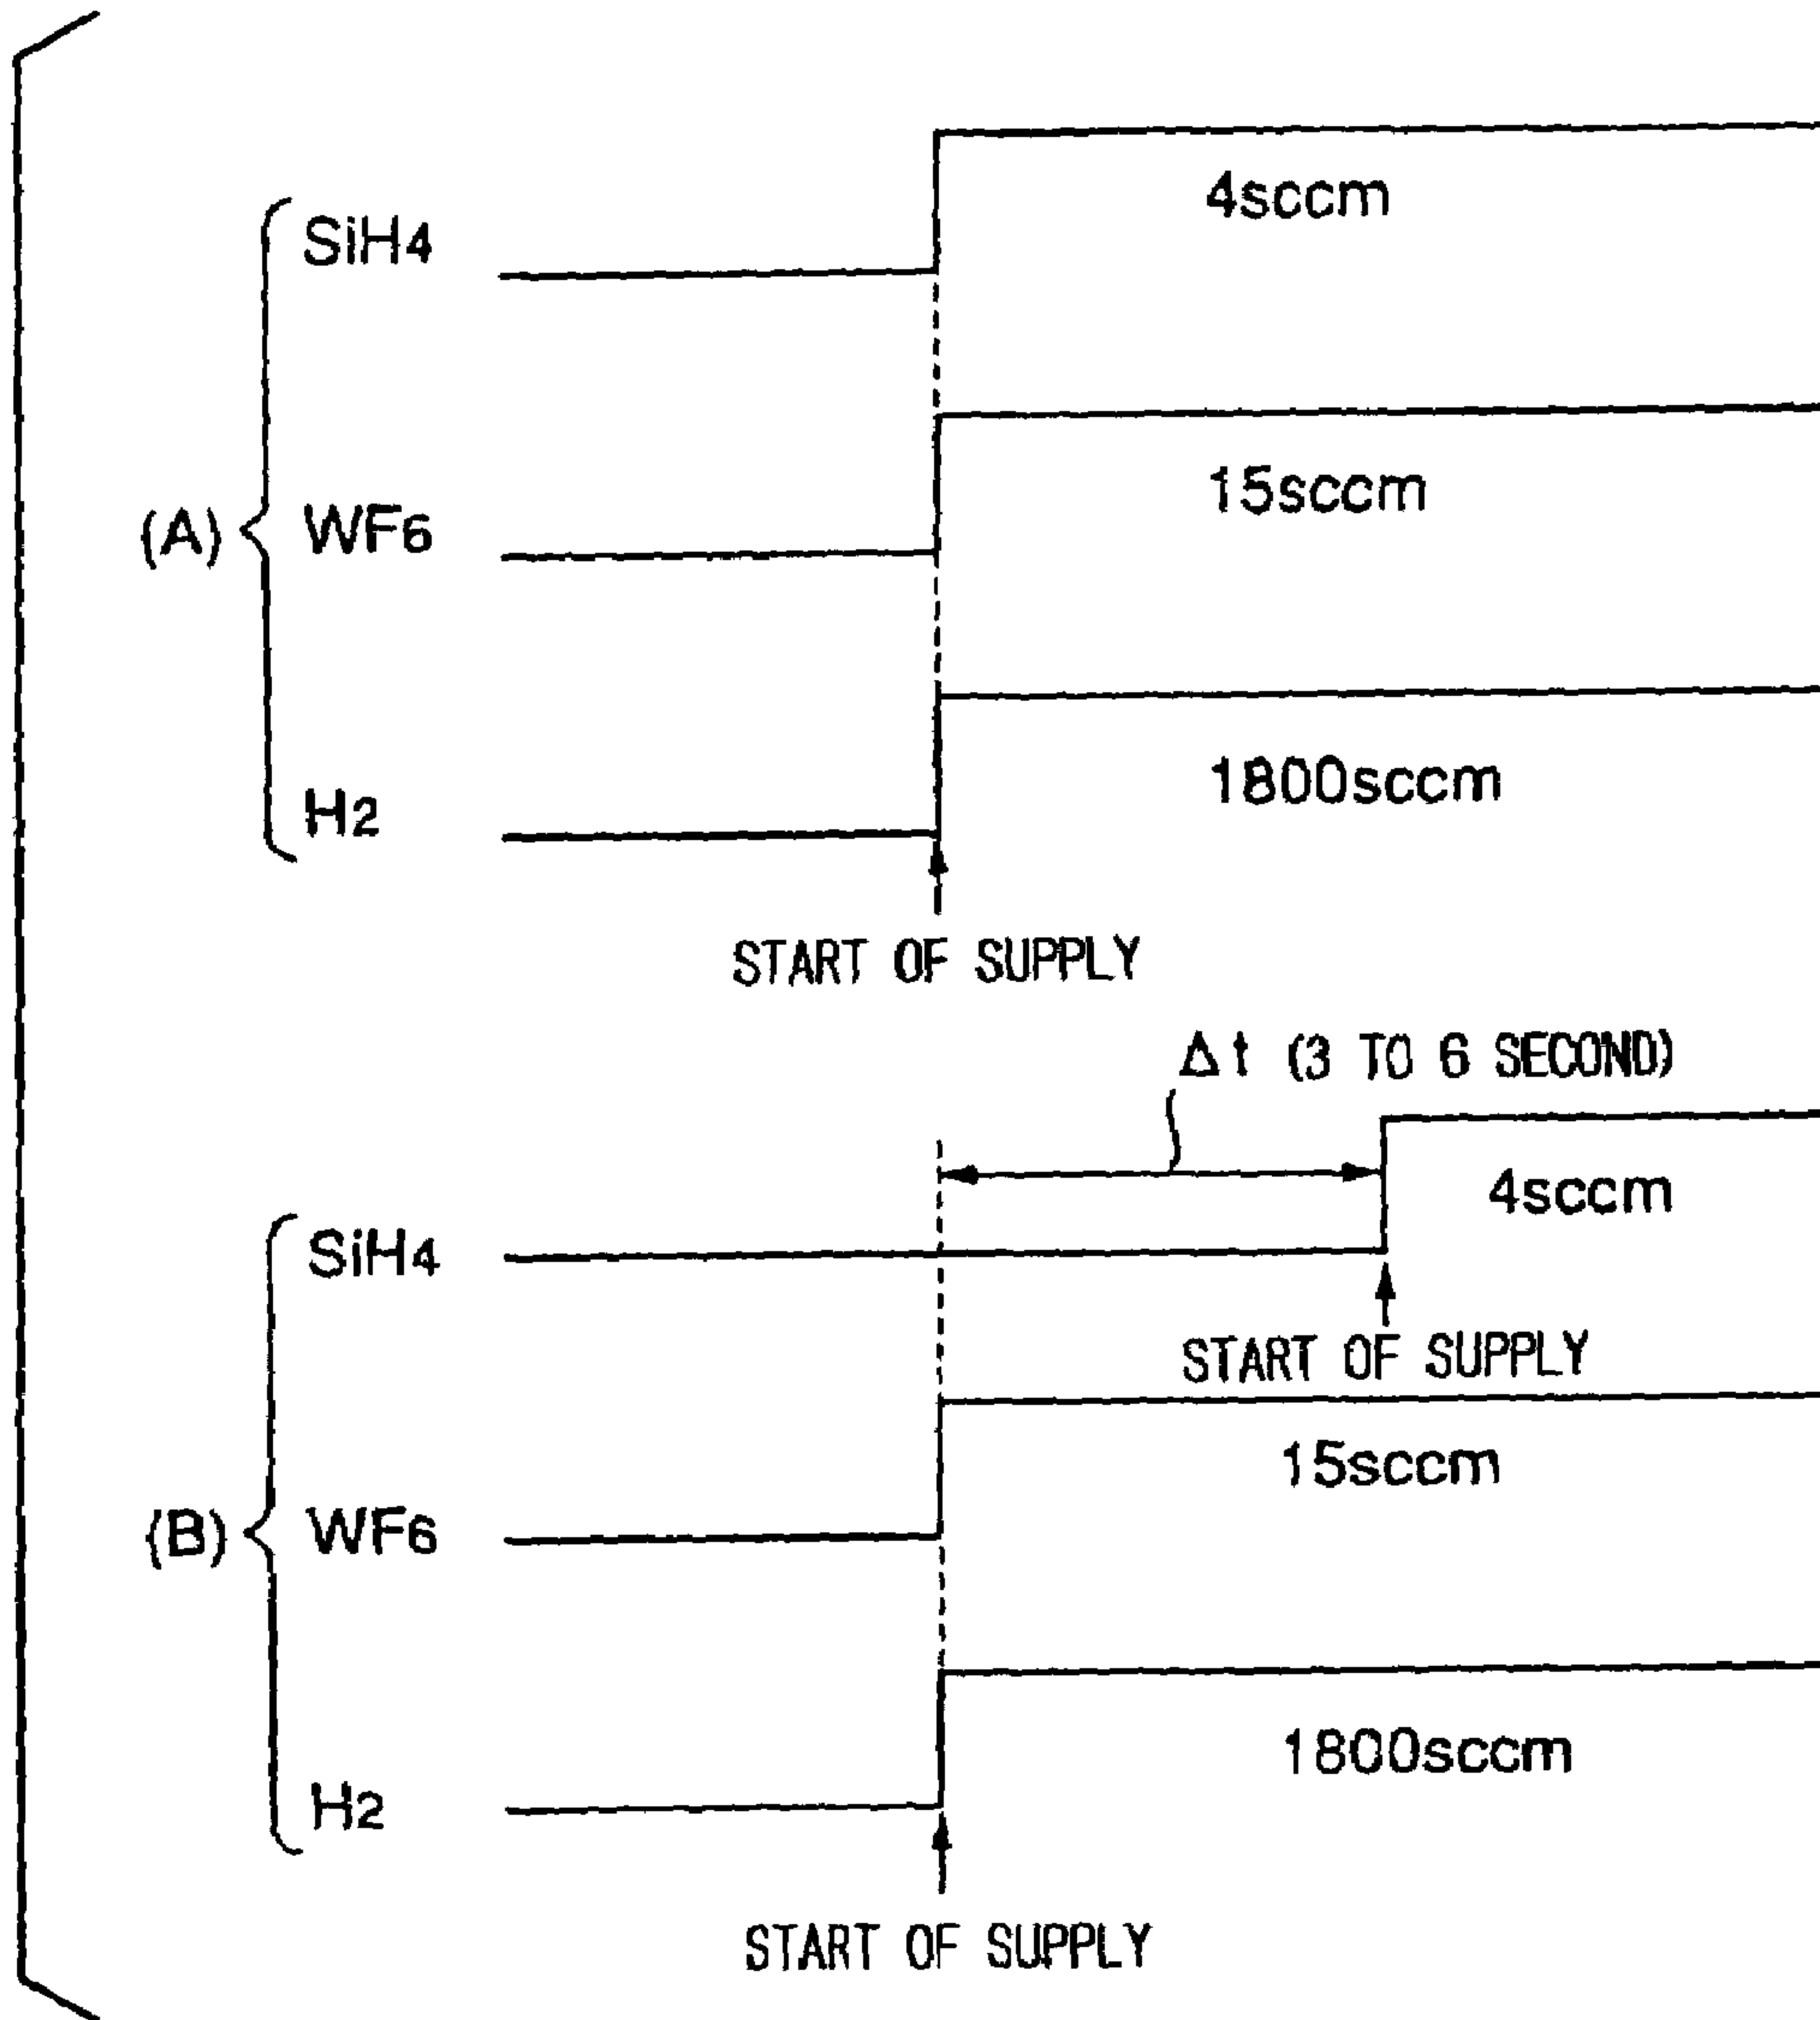 4sccm
SiH4
15sccm
(A) WF6
1800sccm
H2
START OF SUPPLY
Δt (3 TO 6 SECOND)
4sccm
SiH4
START OF SUPPLY
15sccm
(B) WF6
1800sccm
H2
START OF SUPPLY